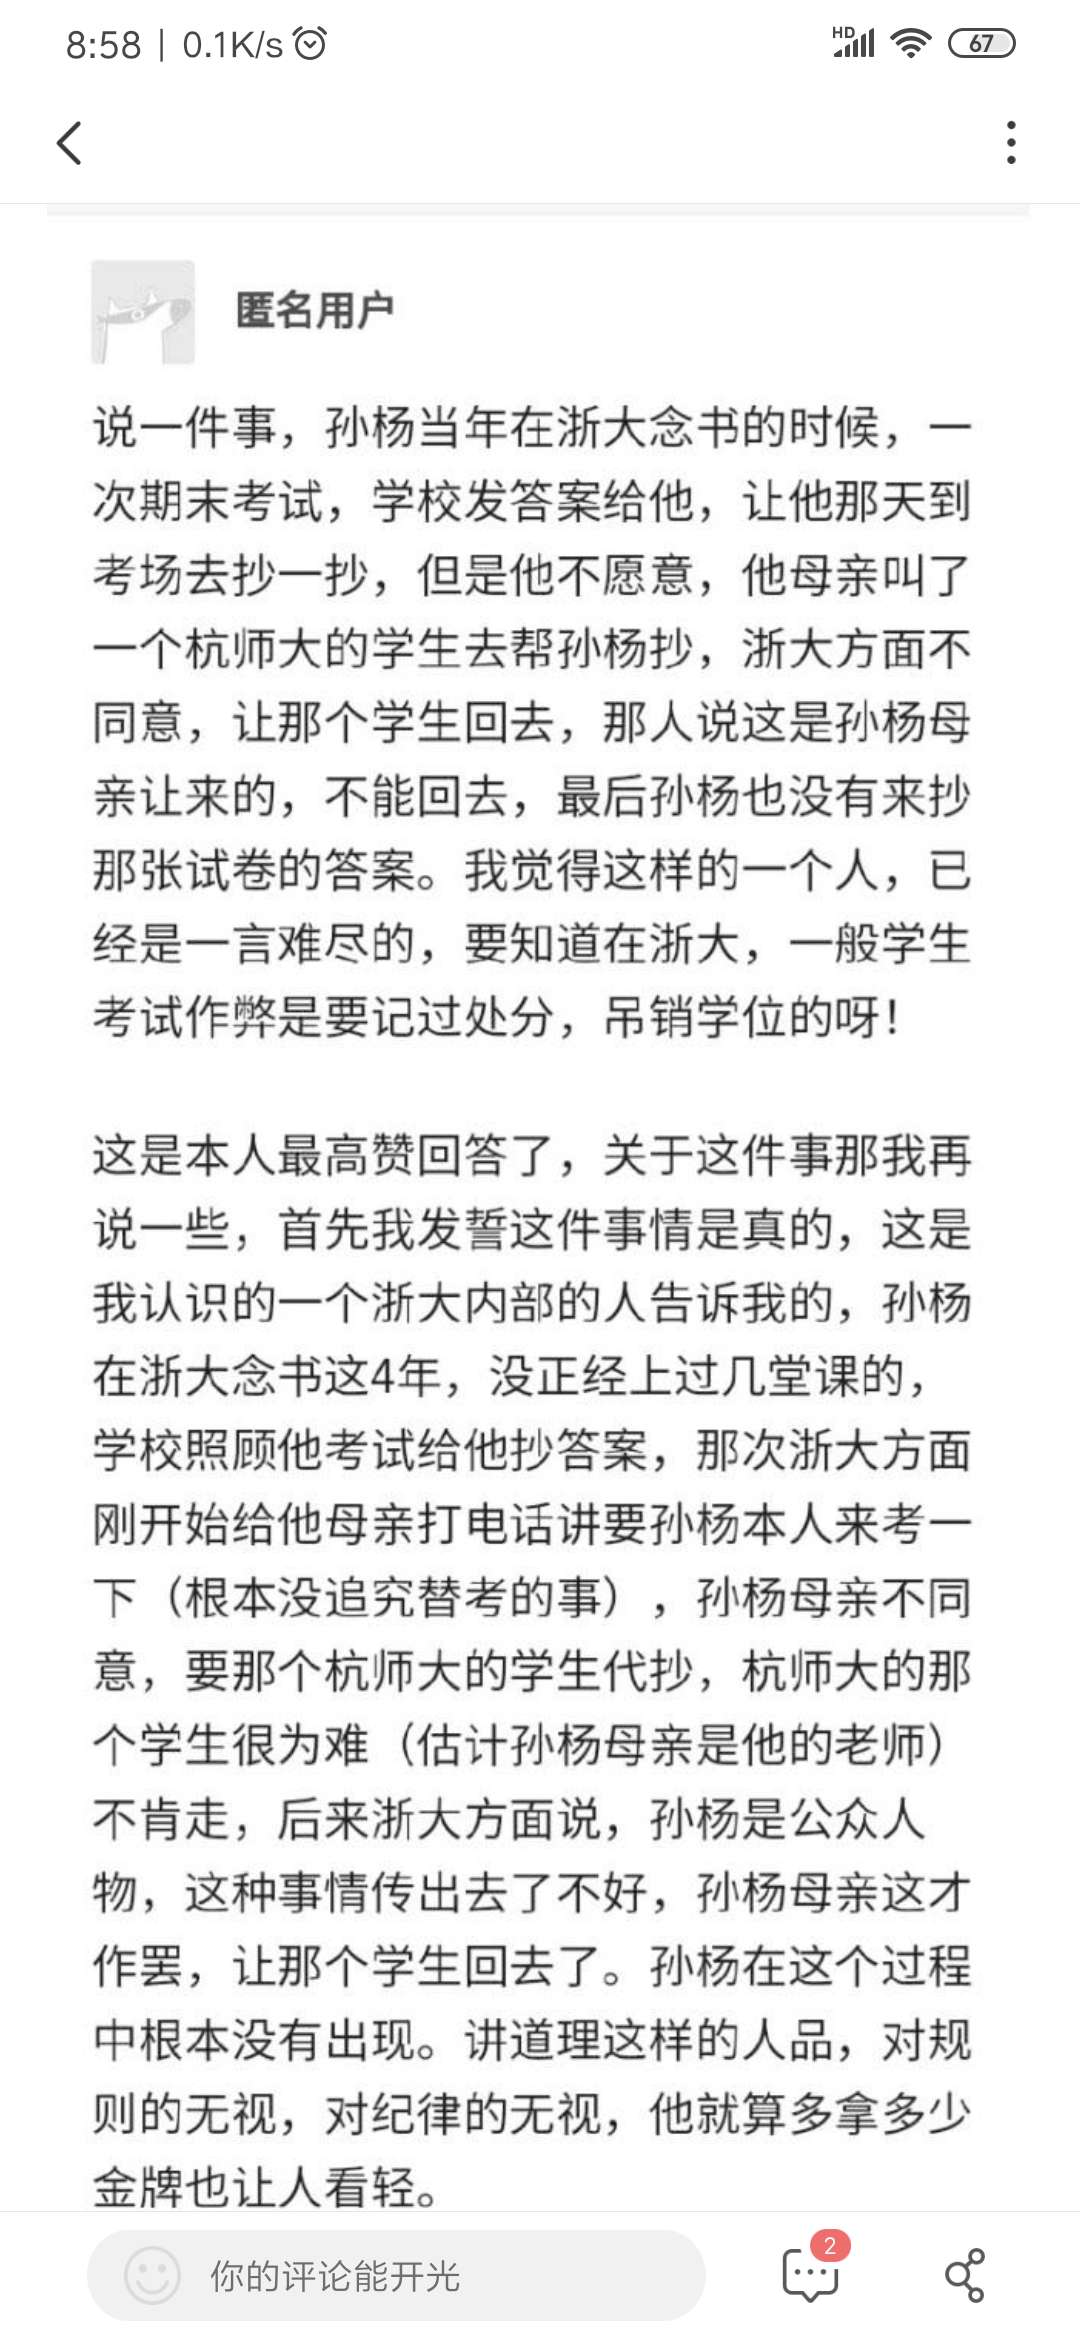 8:58 | 0.1K/s
HD
67
匿名用户
说一件事，孙杨当年在浙大念书的时候，一
次期末考试，学校发答案给他，让他那天到
考场去抄一抄，但是他不愿意，他母亲叫了
一个杭师大的学生去帮孙杨抄，浙大方面不
同意，让那个学生回去，那人说这是孙杨母
亲让来的，不能回去，最后孙杨也没有来抄
那张试卷的答案。我觉得这样的一个人，已
经是一言难尽的，要知道在浙大，一般学生
考试作弊是要记过处分，吊销学位的呀！
这是本人最高赞回答了，关于这件事那我再
说一些，首先我发誓这件事情是真的，这是
我认识的一个浙大内部的人告诉我的，孙杨
在浙大念书这4年，没正经上过几堂课的，
学校照顾他考试给他抄答案，那次浙大方面
刚开始给他母亲打电话讲要孙杨本人来考一
下（根本没追究替考的事），孙杨母亲不同
意，要那个杭师大的学生代抄，杭师大的那
个学生很为难（估计孙杨母亲是他的老师）
不肯走，后来浙大方面说，孙杨是公众人
物，这种事情传出去了不好，孙杨母亲这才
作罢，让那个学生回去了。孙杨在这个过程
中根本没有出现。讲道理这样的人品，对规
则的无视，对纪律的无视，他就算多拿多少
金牌也让人看轻。
你的评论能开光
2